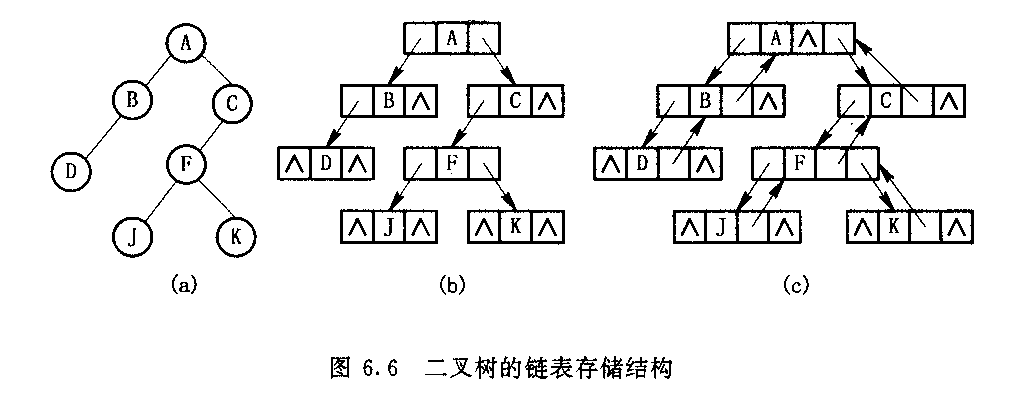 A A A ∧
B C B ∧ C ∧ B ∧ C ∧
D F ∧ D ∧ F ∧ D ∧ F
J K ∧ J ∧ ∧ K ∧ ∧ J ∧ ∧ K ∧
(a) (b) (c)
图 6.6 二叉树的链表存储结构